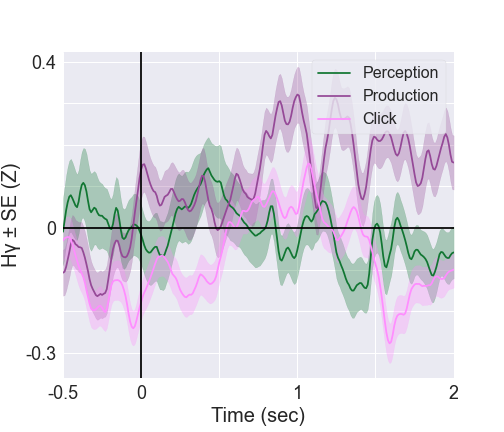 0.4
0
-0.3
Hγ ± SE (Z)
Perception
Production
Click
-0.5
0
1
2
Time (sec)